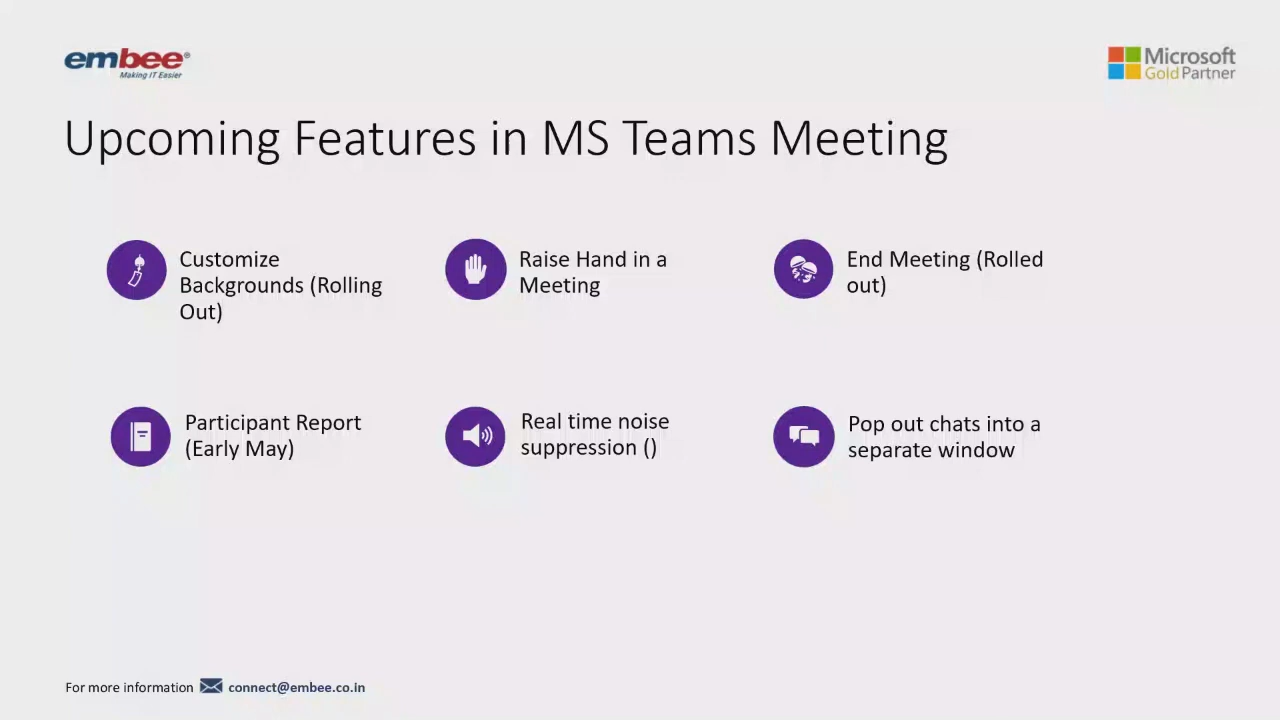 embee®
Making IT Easier
Microsoft
Gold Partner
Upcoming Features in MS Teams Meeting
Customize
Backgrounds (Rolling
Out)
Raise Hand in a
Meeting
End Meeting (Rolled
out)
Participant Report
(Early May)
Real time noise
suppression ()
Pop out chats into a
separate window
For more information connect@embee.co.in